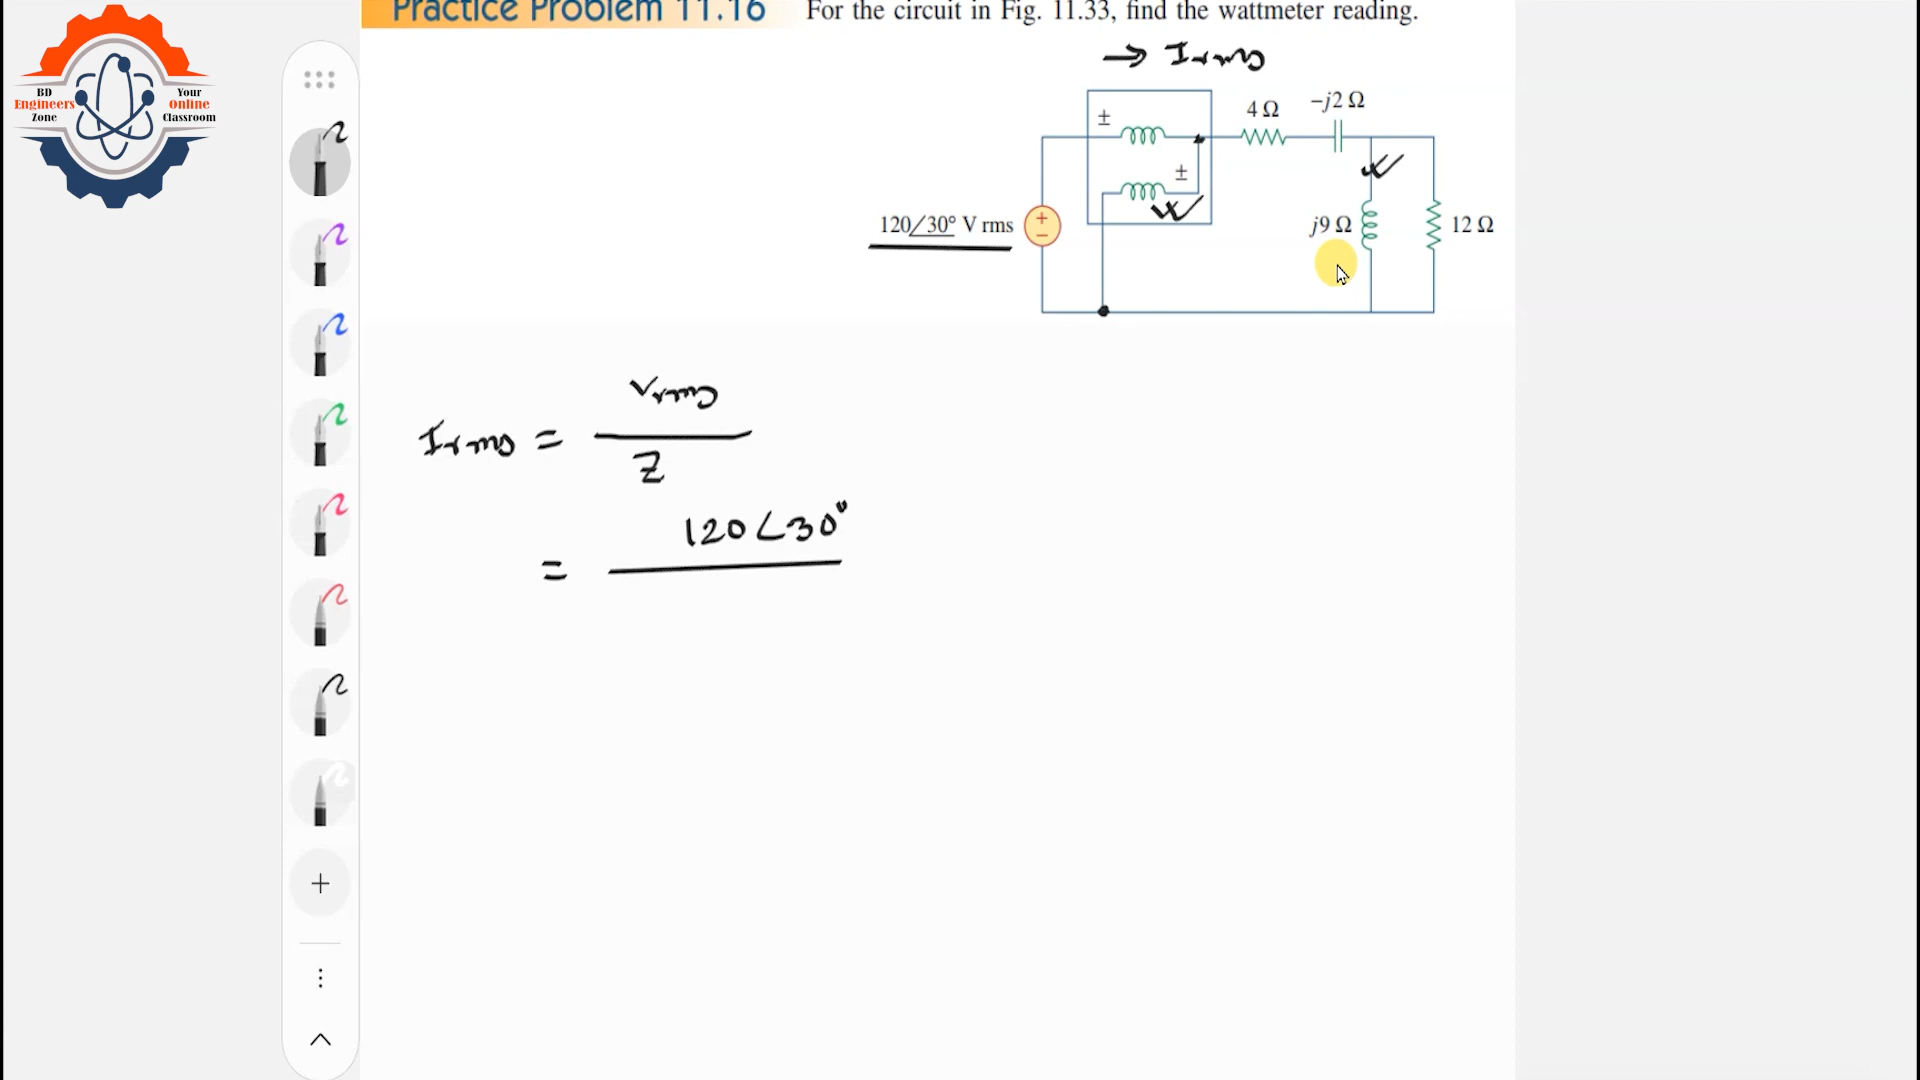 Practice Problem 11.16
For the circuit in Fig. 11.33, find the wattmeter reading.
BD
Engineers
Zone
Your
Online
Classroom
→ Irms
±
4 Ω
−j2 Ω
±
120/30° V rms
+
−
j9 Ω
12 Ω
Irms = Vrms
Z
= 120∠30°